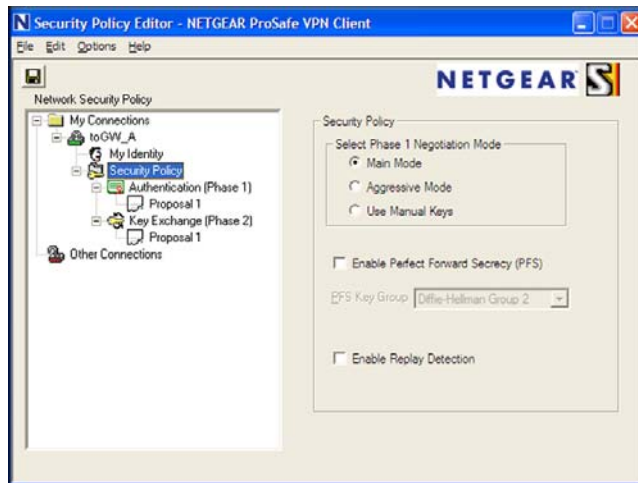 N Security Policy Editor - NETGEAR ProSafe VPN Client
File Edit Options Help
NETGEAR S
Network Security Policy
My Connections
toGW_A
My Identity
Security Policy
Authentication (Phase 1)
Proposal 1
Key Exchange (Phase 2)
Proposal 1
Other Connections
Security Policy
Select Phase 1 Negotiation Mode
Main Mode
Aggressive Mode
Use Manual Keys
Enable Perfect Forward Secrecy (PFS)
PFS Key Group Diffie-Hellman Group 2
Enable Replay Detection